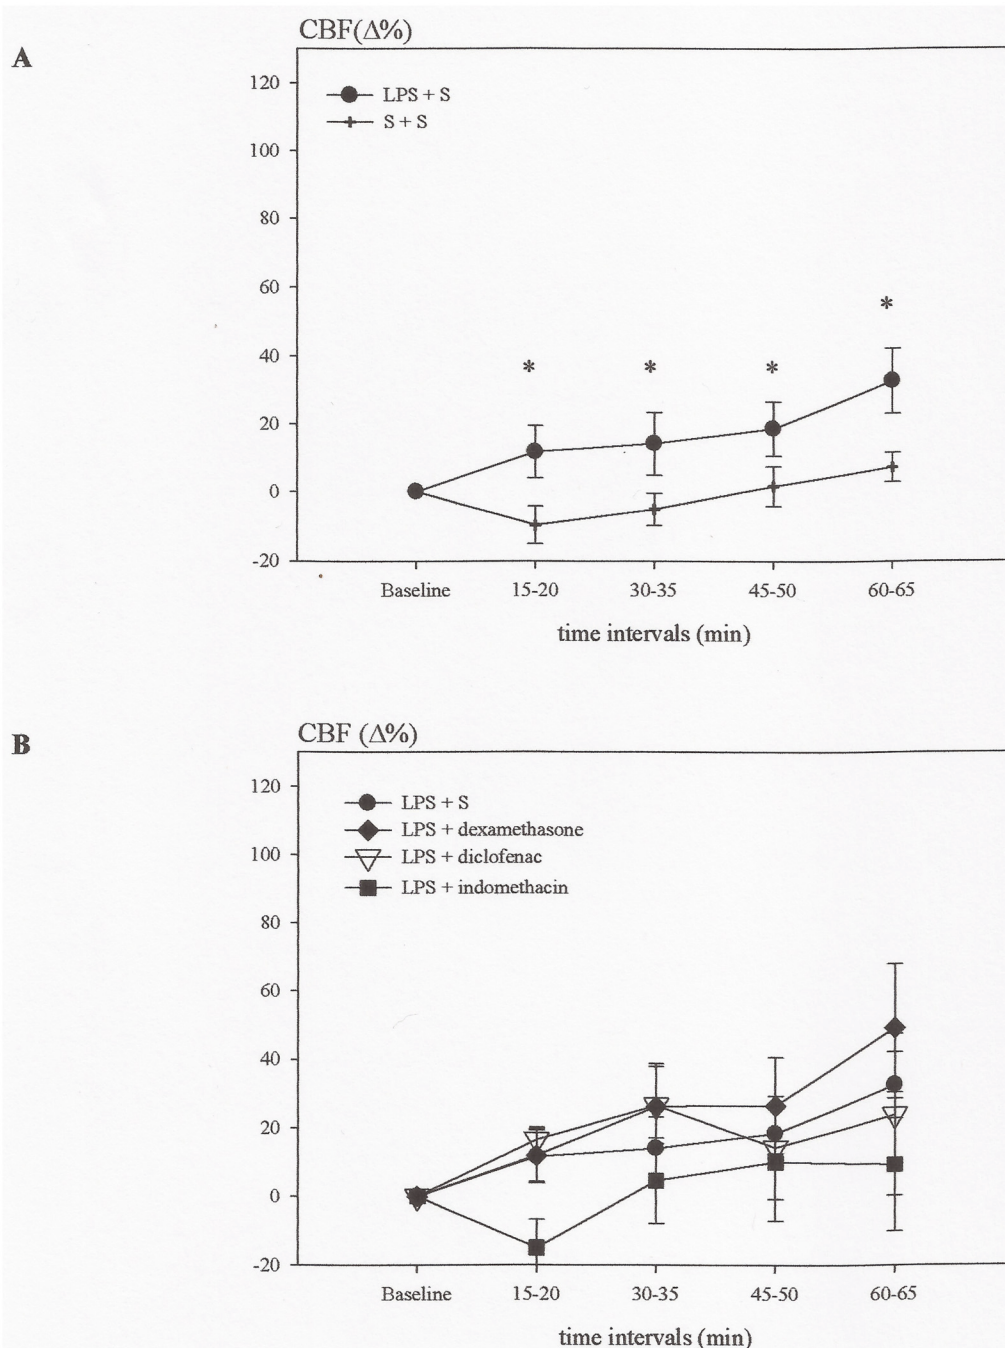 A
CBF(Δ%)
120
LPS + S
S + S
100
80
60
*
40
* * *
20
0
-20
Baseline 15-20 30-35 45-50 60-65
time intervals (min)
B
CBF (Δ%)
120
LPS + S
LPS + dexamethasone
100
LPS + diclofenac
LPS + indomethacin
80
60
40
20
0
-20
Baseline 15-20 30-35 45-50 60-65
time intervals (min)